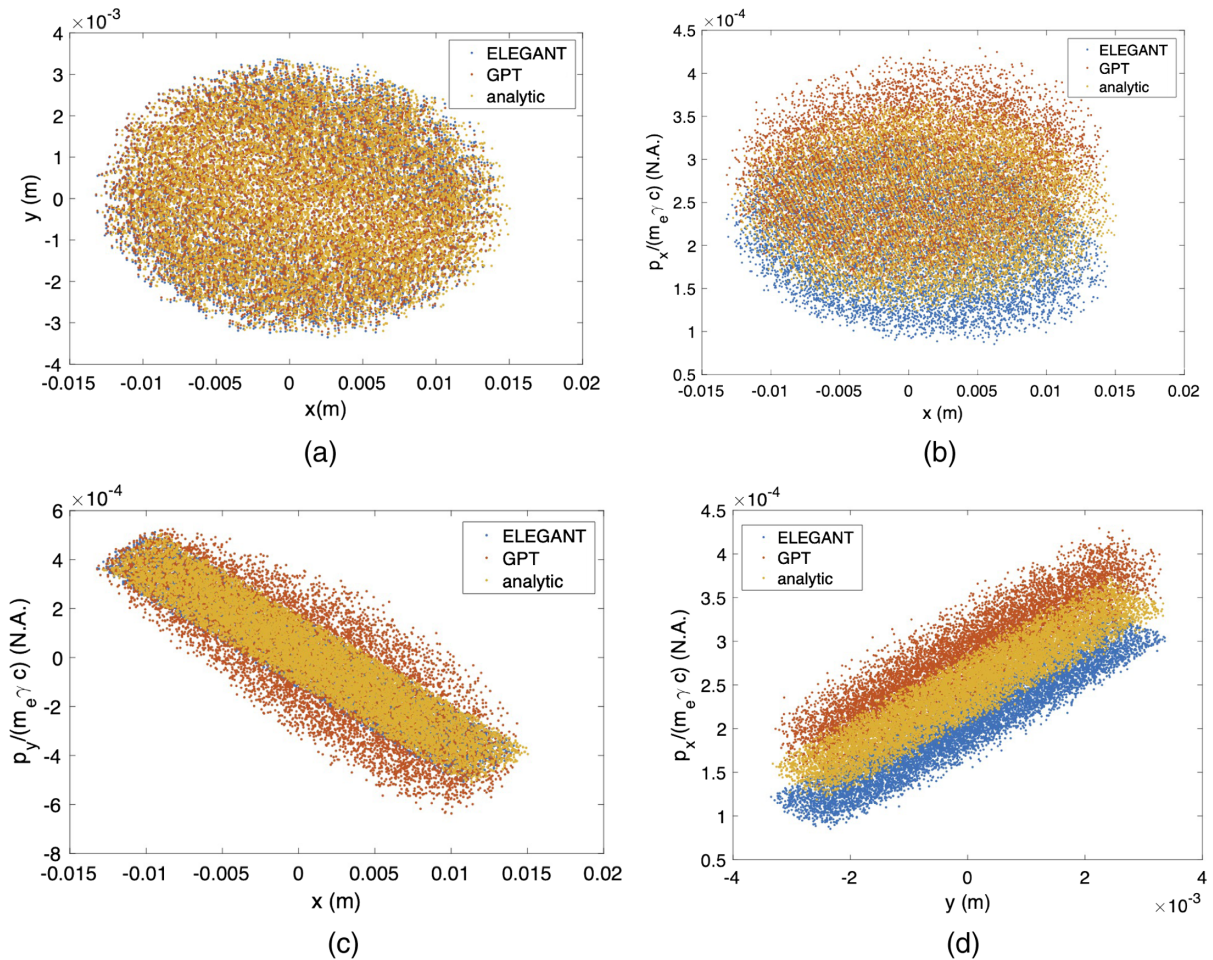 ×10⁻³
4
3
2
1
0
-1
-2
-3
-4
y (m)
ELEGANT
GPT
analytic
-0.015 -0.01 -0.005 0 0.005 0.01 0.015 0.02
x(m)
(a)
×10⁻⁴
4.5
4
3.5
3
2.5
2
1.5
1
0.5
pₓ/(mₑ γ c) (N.A.)
ELEGANT
GPT
analytic
-0.015 -0.01 -0.005 0 0.005 0.01 0.015 0.02
x (m)
(b)
×10⁻⁴
6
4
2
0
-2
-4
-6
-8
p_y/(mₑ γ c) (N.A.)
ELEGANT
GPT
analytic
-0.015 -0.01 -0.005 0 0.005 0.01 0.015 0.02
x (m)
(c)
×10⁻⁴
4.5
4
3.5
3
2.5
2
1.5
1
0.5
pₓ/(mₑ γ c) (N.A.)
ELEGANT
GPT
analytic
-4 -2 0 2 4
y (m)
×10⁻³
(d)